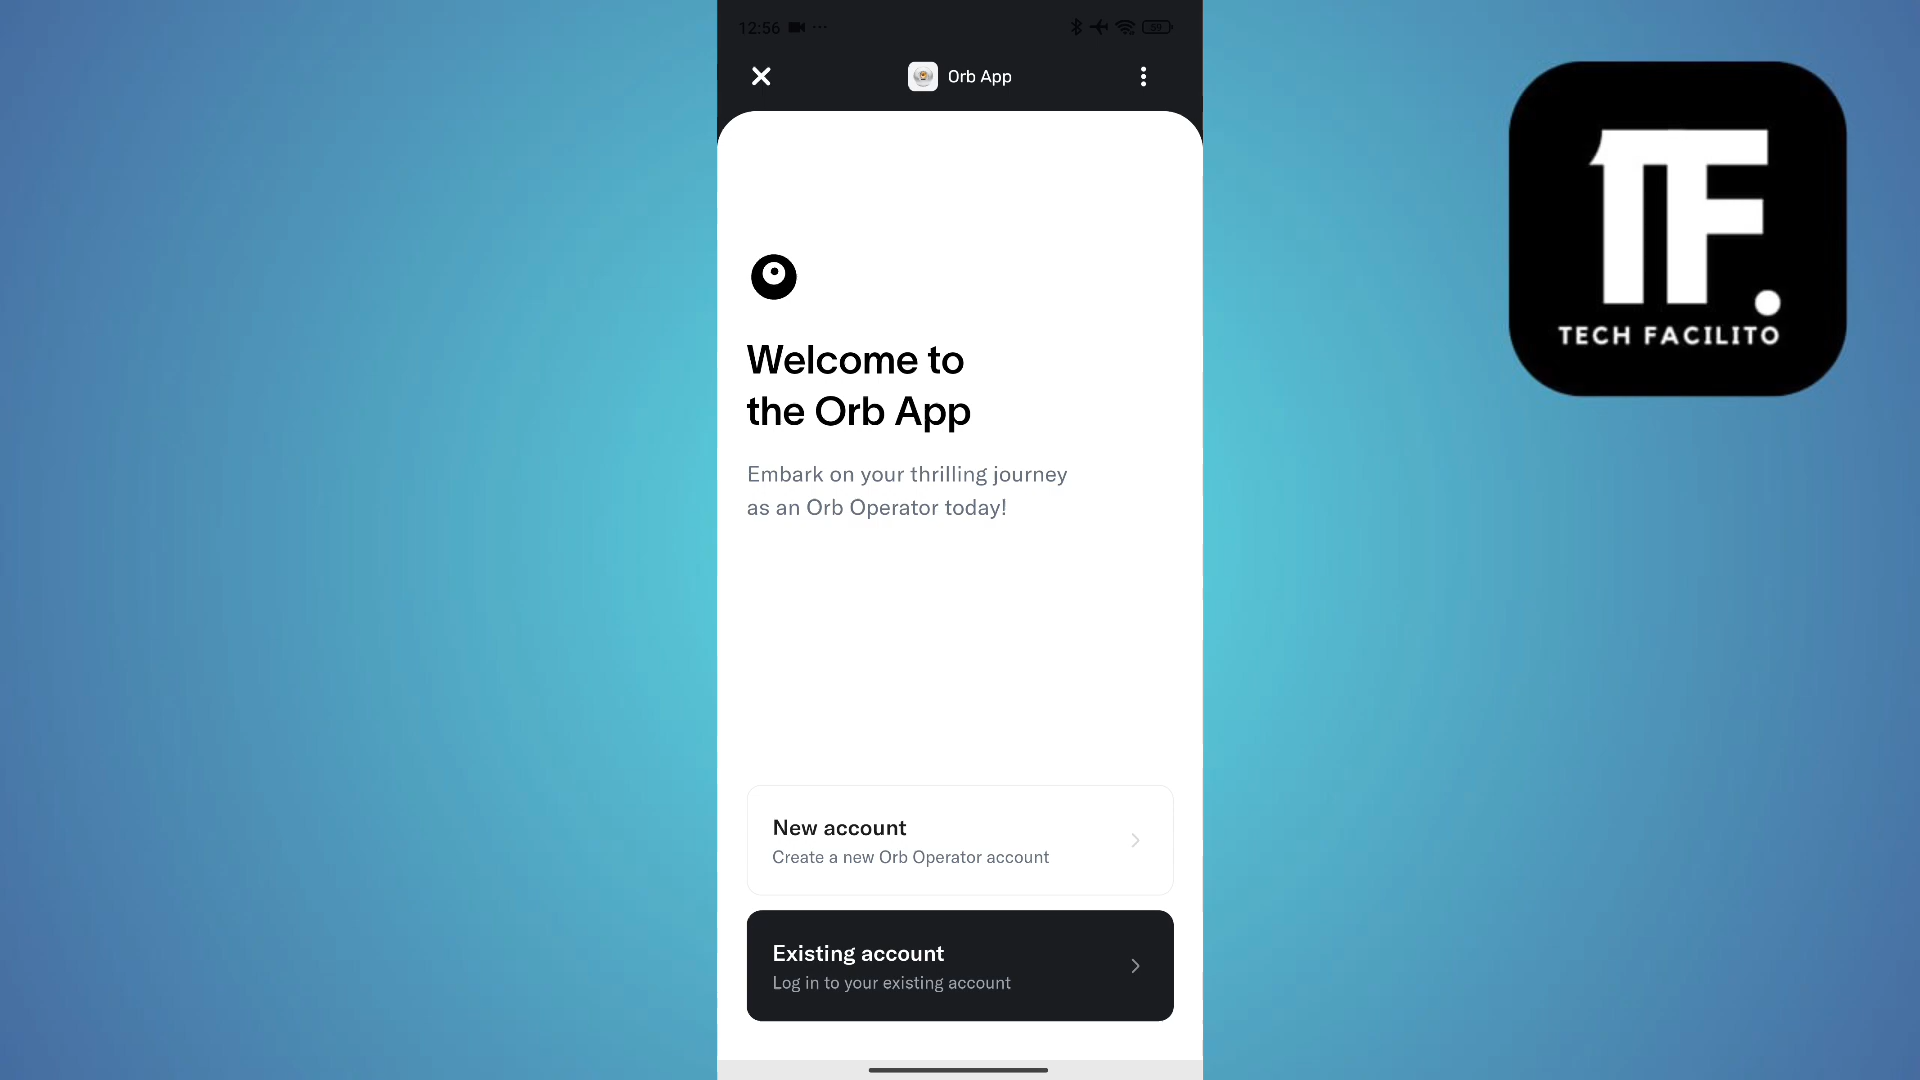 12:56
59
Orb App
Welcome to
the Orb App
Embark on your thrilling journey
as an Orb Operator today!
New account
Create a new Orb Operator account
Existing account
Log in to your existing account
TF.
TECH FACILITO